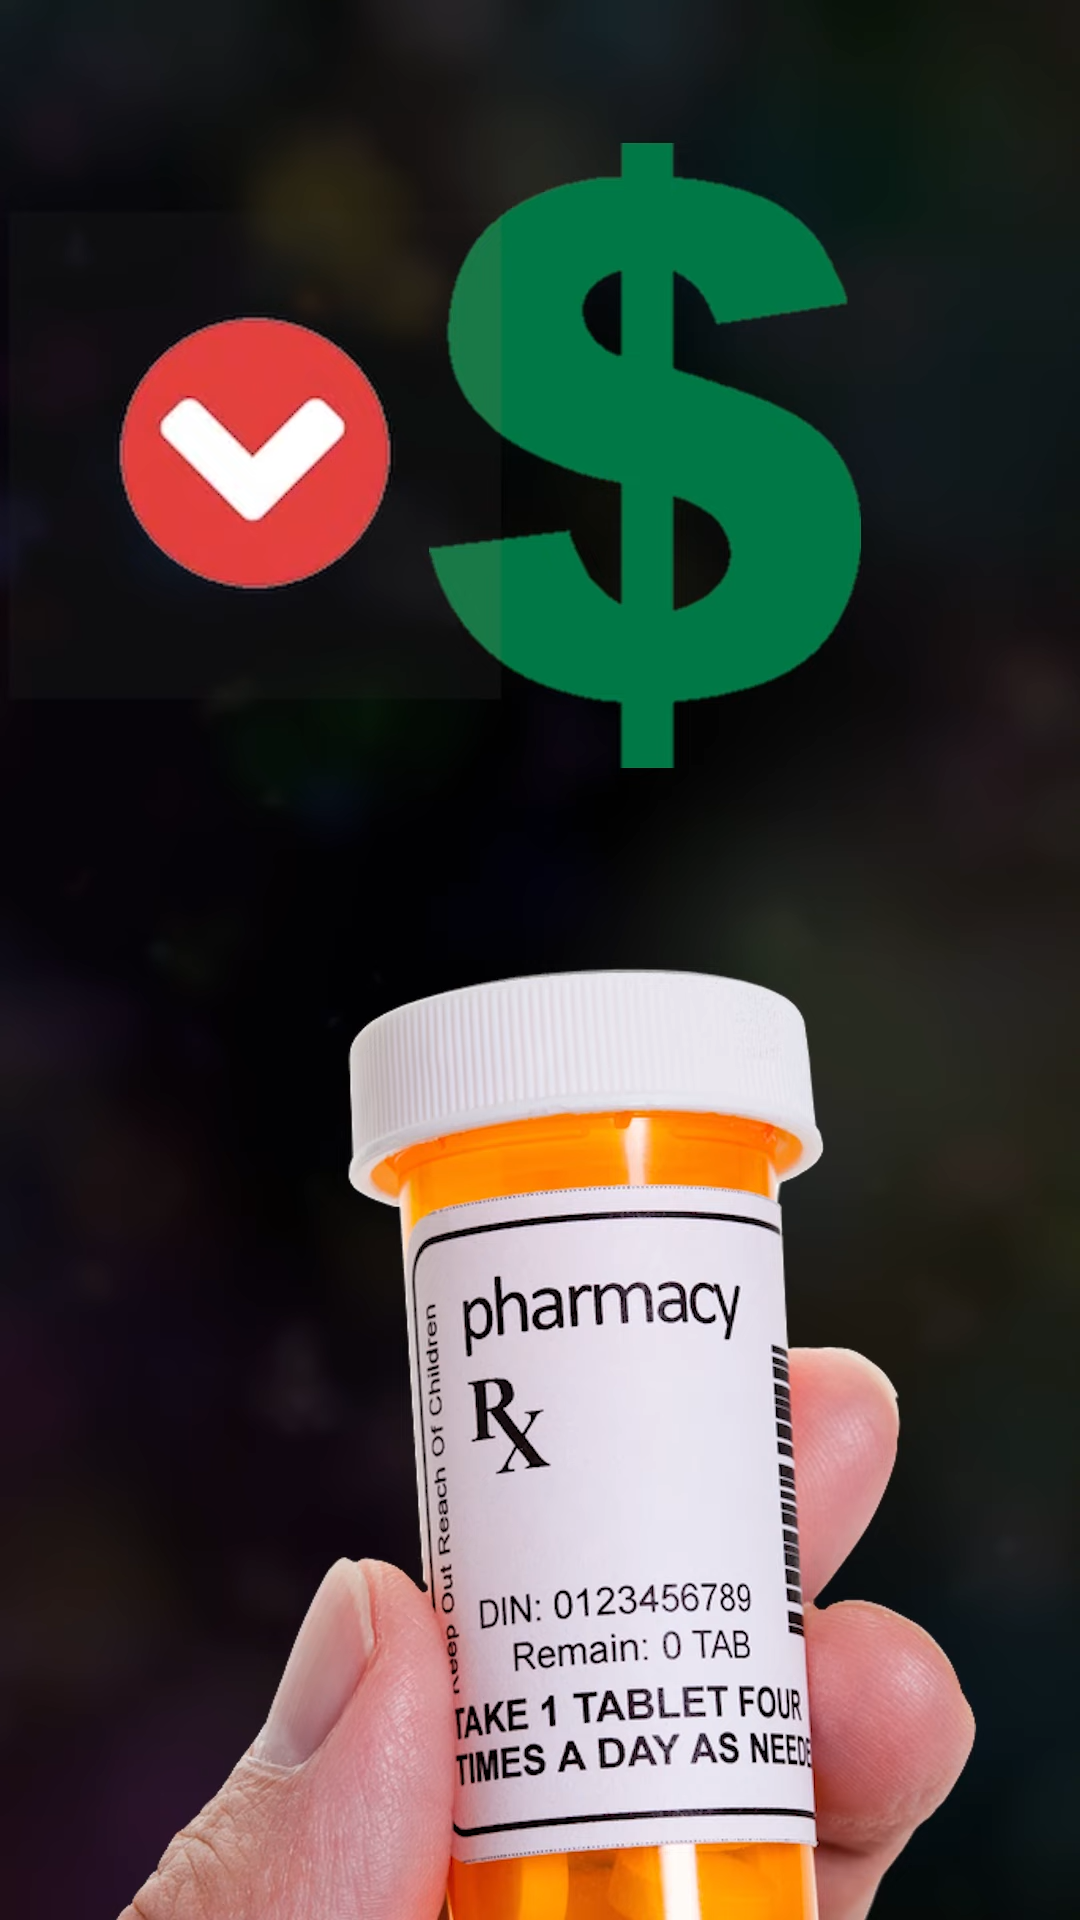 $
pharmacy
Rx
Keep Out Reach Of Children
DIN: 0123456789
Remain: 0 TAB
TAKE 1 TABLET FOUR
TIMES A DAY AS NEEDE